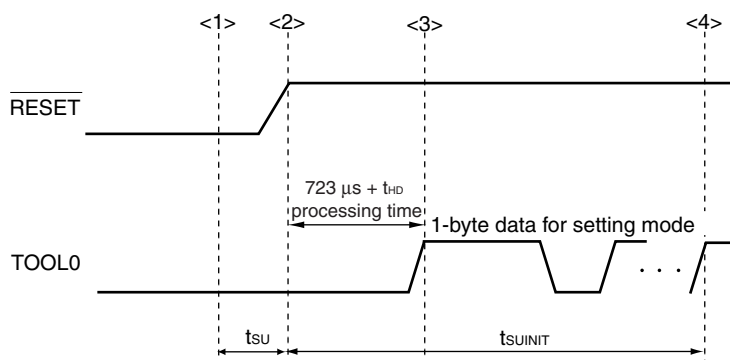 <1> <2> <3> <4>
RESET
723 μs + tHD
processing time
1-byte data for setting mode
TOOL0
. . .
tSU tSUINIT